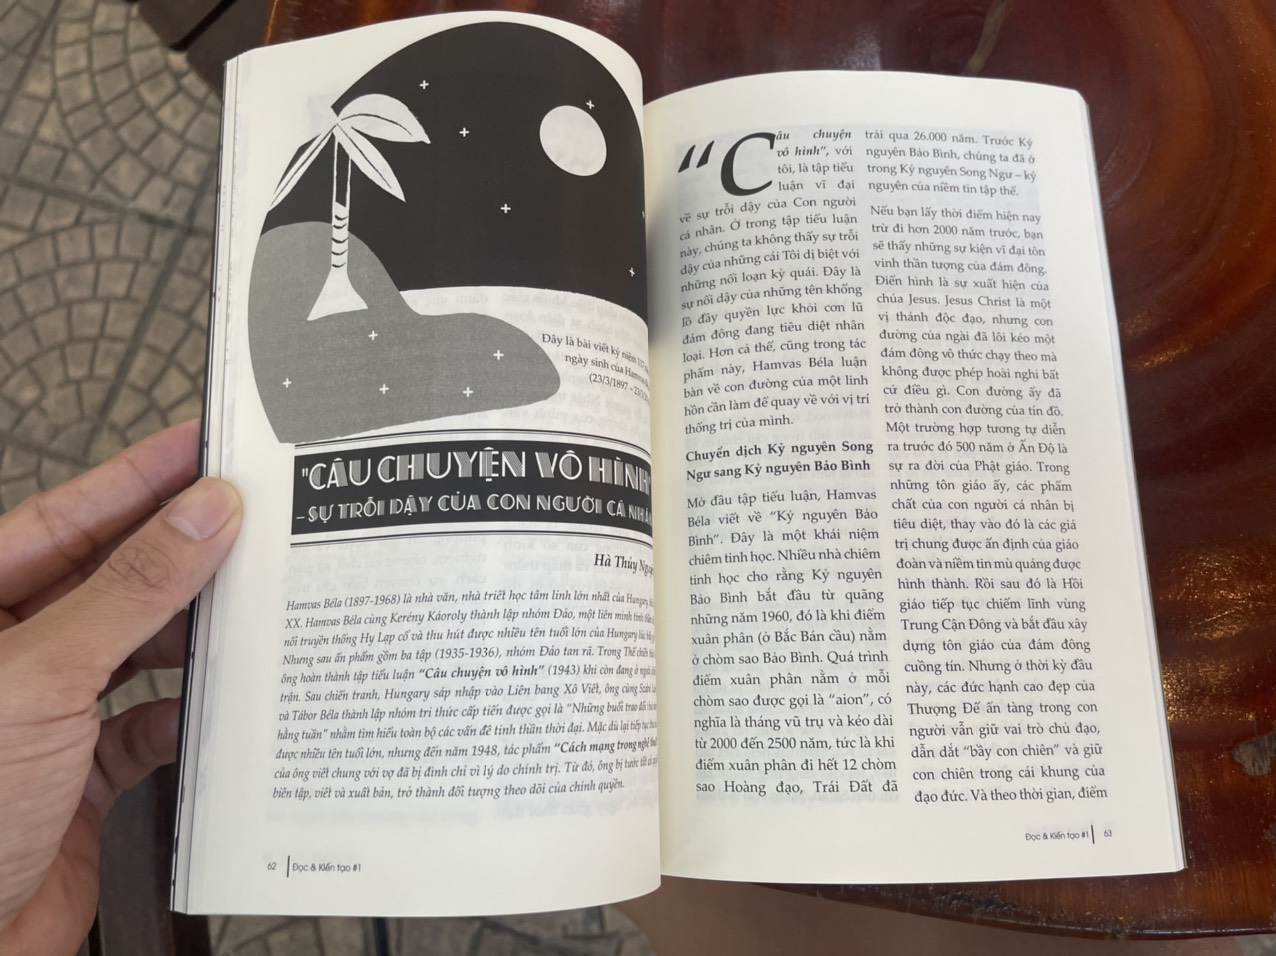 Đây là bài viết kỷ niệm
ngày sinh của Hamvas
(23/3/1897 –
"CÂU CHUYỆN VÔ HÌNH"
– SỰ TRỖI DẬY CỦA CON NGƯỜI CÁ NHÂN
Hà Thủy
Hamvas Béla (1897-1968) là nhà văn, nhà triết học tâm linh lớn nhất của Hungary,
XX. Hamvas Béla cùng Kerény Káoroly thành lập nhóm Đảo, một liên minh tinh thần
nối truyền thống Hy Lạp cổ và thu hút được nhiều tên tuổi lớn của Hungary lúc
Nhưng sau ấn phẩm gồm ba tập (1935-1936), nhóm Đảo tan rã. Trong Thế chiến
ông hoàn thành tập tiểu luận “Câu chuyện vô hình” (1943) khi còn đang ở ngoài
trận. Sau chiến tranh, Hungary sáp nhập vào Liên bang Xô Viết, ông cùng Szabó
và Tábor Béla thành lập nhóm tri thức cấp tiến được gọi là “Những buổi trao đổi
hằng tuần” nhằm tìm hiểu toàn bộ các vấn đề tinh thần thời đại. Mặc dù lại tiếp tục
được nhiều tên tuổi lớn, nhưng đến năm 1948, tác phẩm “Cách mạng trong nghệ
của ông viết chung với vợ đã bị đình chỉ vì lý do chính trị. Từ đó, ông bị tước tất cả
biên tập, viết và xuất bản, trở thành đối tượng theo dõi của chính quyền.
62 Đọc & Kiến tạo #1
“Câu chuyện
vô hình”, với
tôi, là tập tiểu
luận vĩ đại
về sự trỗi dậy của Con người
cá nhân. Ở trong tập tiểu luận
này, chúng ta không thấy sự trỗi
dậy của những cái Tôi dị biệt với
những nổi loạn kỳ quái. Đây là
sự nổi dậy của những tên khổng
lồ đầy quyền lực khỏi cơn lũ
đám đông đang tiêu diệt nhân
loại. Hơn cả thế, cũng trong tác
phẩm này, Hamvas Béla luận
bàn về con đường của một linh
hồn cần làm để quay về với vị trí
thống trị của mình.
Chuyển dịch Kỷ nguyên Song
Ngư sang Kỷ nguyên Bảo Bình
Mở đầu tập tiểu luận, Hamvas
Béla viết về “Kỷ nguyên Bảo
Bình”. Đây là một khái niệm
chiêm tinh học. Nhiều nhà chiêm
tinh học cho rằng Kỷ nguyên
Bảo Bình bắt đầu từ quãng
những năm 1960, đó là khi điểm
xuân phân (ở Bắc Bán cầu) nằm
ở chòm sao Bảo Bình. Quá trình
điểm xuân phân nằm ở mỗi
chòm sao được gọi là “aion”, có
nghĩa là tháng vũ trụ và kéo dài
từ 2000 đến 2500 năm, tức là khi
điểm xuân phân đi hết 12 chòm
sao Hoàng đạo, Trái Đất đã
trải qua 26.000 năm. Trước Kỷ
nguyên Bảo Bình, chúng ta đã ở
trong Kỷ nguyên Song Ngư – kỷ
nguyên của niềm tin tập thể.
Nếu bạn lấy thời điểm hiện nay
trừ đi hơn 2000 năm trước, bạn
sẽ thấy những sự kiện vĩ đại tôn
vinh thần tượng của đám đông.
Điển hình là sự xuất hiện của
chúa Jesus. Jesus Christ là một
vị thánh độc đạo, nhưng con
đường của ngài đã lôi kéo một
đám đông vô thức chạy theo mà
không được phép hoài nghi bất
cứ điều gì. Con đường ấy đã
trở thành con đường của tín đồ.
Một trường hợp tương tự diễn
ra trước đó 500 năm ở Ấn Độ là
sự ra đời của Phật giáo. Trong
những tôn giáo ấy, các phẩm
chất của con người cá nhân bị
tiêu diệt, thay vào đó là các giá
trị chung được ấn định của giáo
đoàn và niềm tin mù quáng được
hình thành. Rồi sau đó là Hồi
giáo tiếp tục chiếm lĩnh vùng
Trung Cận Đông và bắt đầu xây
dựng tôn giáo của đám đông
cuồng tín. Nhưng ở thời kỳ đầu
này, các đức hạnh cao đẹp của
Thượng Đế ẩn tàng trong con
người vẫn giữ vai trò chủ đạo,
dẫn dắt “bầy con chiên” và giữ
con chiên trong cái khung của
đạo đức. Và theo thời gian, điểm
Đọc & Kiến tạo #1 63